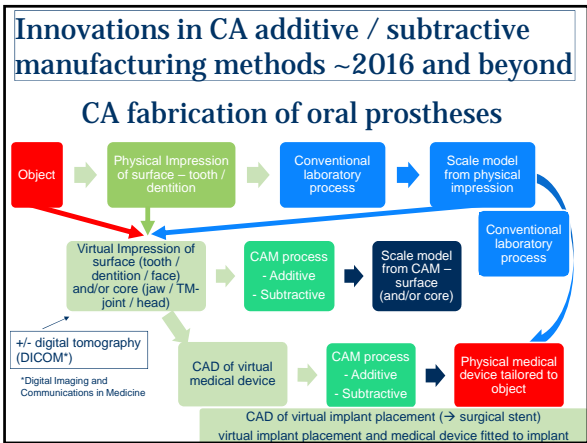 Innovations in CA additive / subtractive
manufacturing methods ~2016 and beyond
CA fabrication of oral prostheses
Object
Physical Impression
of surface – tooth /
dentition
Conventional
laboratory
process
Scale model
from physical
impression
Conventional
laboratory
process
Virtual Impression of
surface (tooth /
dentition / face)
and/or core (jaw / TM-
joint / head)
CAM process
- Additive
- Subtractive
Scale model
from CAM –
surface
(and/or core)
+/- digital tomography
(DICOM*)
*Digital Imaging and
Communications in Medicine
CAD of virtual
medical device
CAM process
- Additive
- Subtractive
Physical medical
device tailored to
object
CAD of virtual implant placement (→ surgical stent)
virtual implant placement and medical device fitted to implant